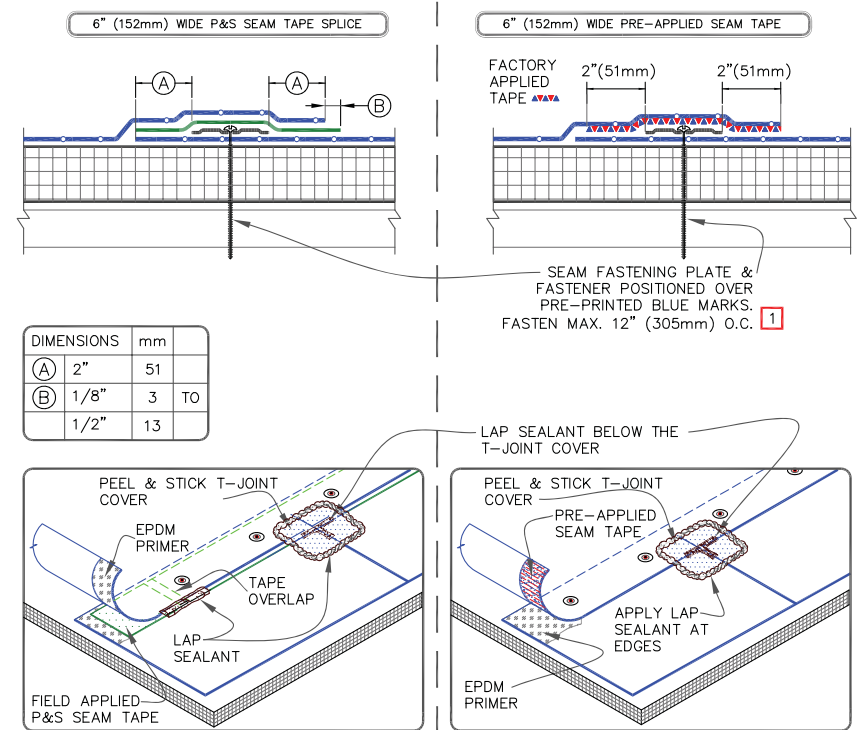 6" (152mm) WIDE P&S SEAM TAPE SPLICE
6" (152mm) WIDE PRE-APPLIED SEAM TAPE
A
A
B
FACTORY
APPLIED
TAPE
2"(51mm)
2"(51mm)
SEAM FASTENING PLATE &
FASTENER POSITIONED OVER
PRE-PRINTED BLUE MARKS.
FASTEN MAX. 12" (305mm) O.C.
1
DIMENSIONS mm
A 2" 51
B 1/8" 3 TO
1/2" 13
LAP SEALANT BELOW THE
T-JOINT COVER
PEEL & STICK T-JOINT
COVER
EPDM
PRIMER
TAPE
OVERLAP
LAP
SEALANT
FIELD APPLIED
P&S SEAM TAPE
PEEL & STICK T-JOINT
COVER
PRE-APPLIED
SEAM TAPE
APPLY LAP
SEALANT AT
EDGES
EPDM
PRIMER